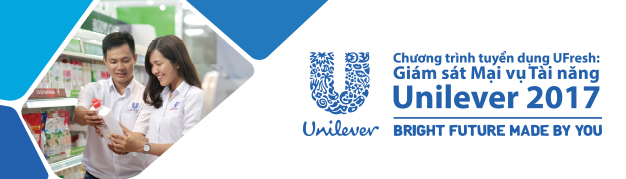 Chương trình tuyển dụng UFresh:
Giám sát Mại vụ Tài năng
Unilever 2017
Unilever
BRIGHT FUTURE MADE BY YOU